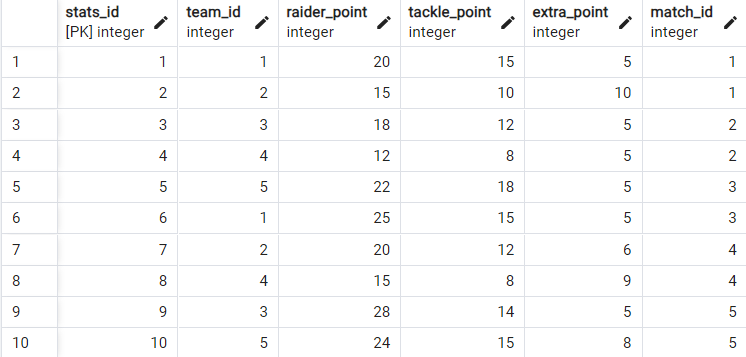 stats_id team_id raider_point tackle_point extra_point match_id
[PK] integer integer integer integer integer integer
1 1 1 20 15 5 1
2 2 2 15 10 10 1
3 3 3 18 12 5 2
4 4 4 12 8 5 2
5 5 5 22 18 5 3
6 6 1 25 15 5 3
7 7 2 20 12 6 4
8 8 4 15 8 9 4
9 9 3 28 14 5 5
10 10 5 24 15 8 5